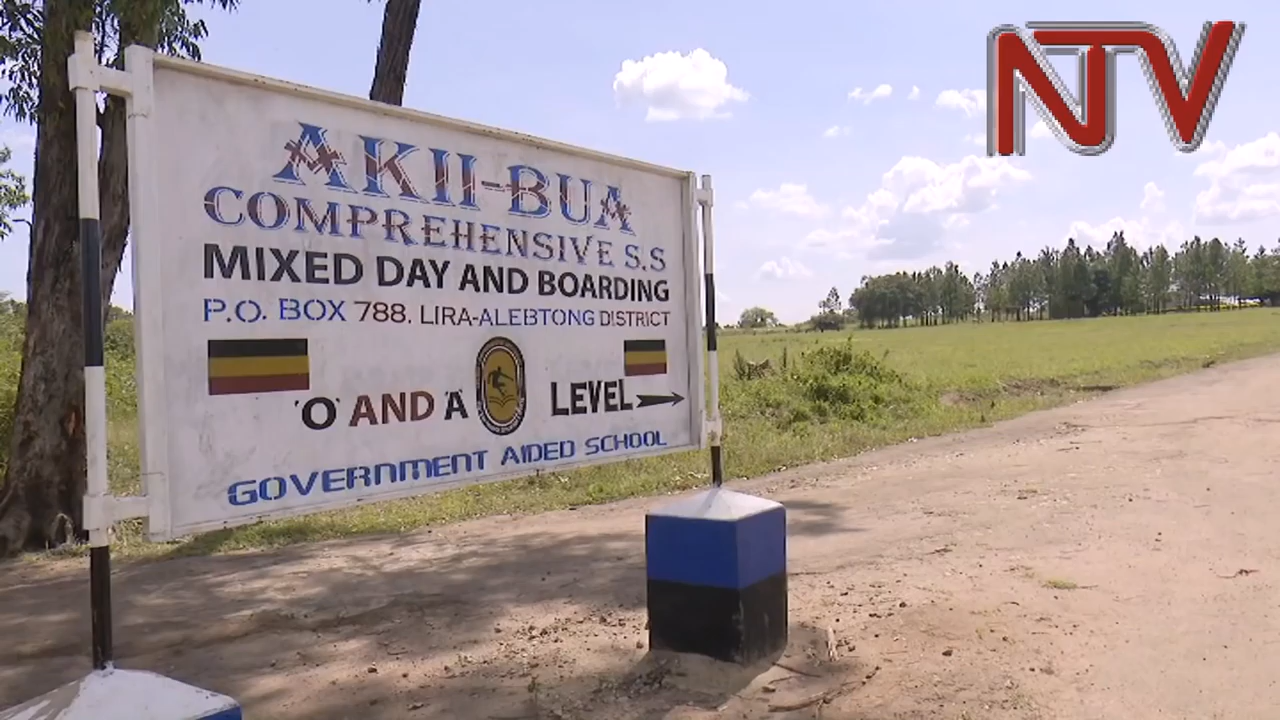 NTV
AKII-BUA
COMPREHENSIVE S.S
MIXED DAY AND BOARDING
P.O. BOX 788, LIRA-ALEBTONG DISTRICT
'O' AND 'A' LEVEL
GOVERNMENT AIDED SCHOOL